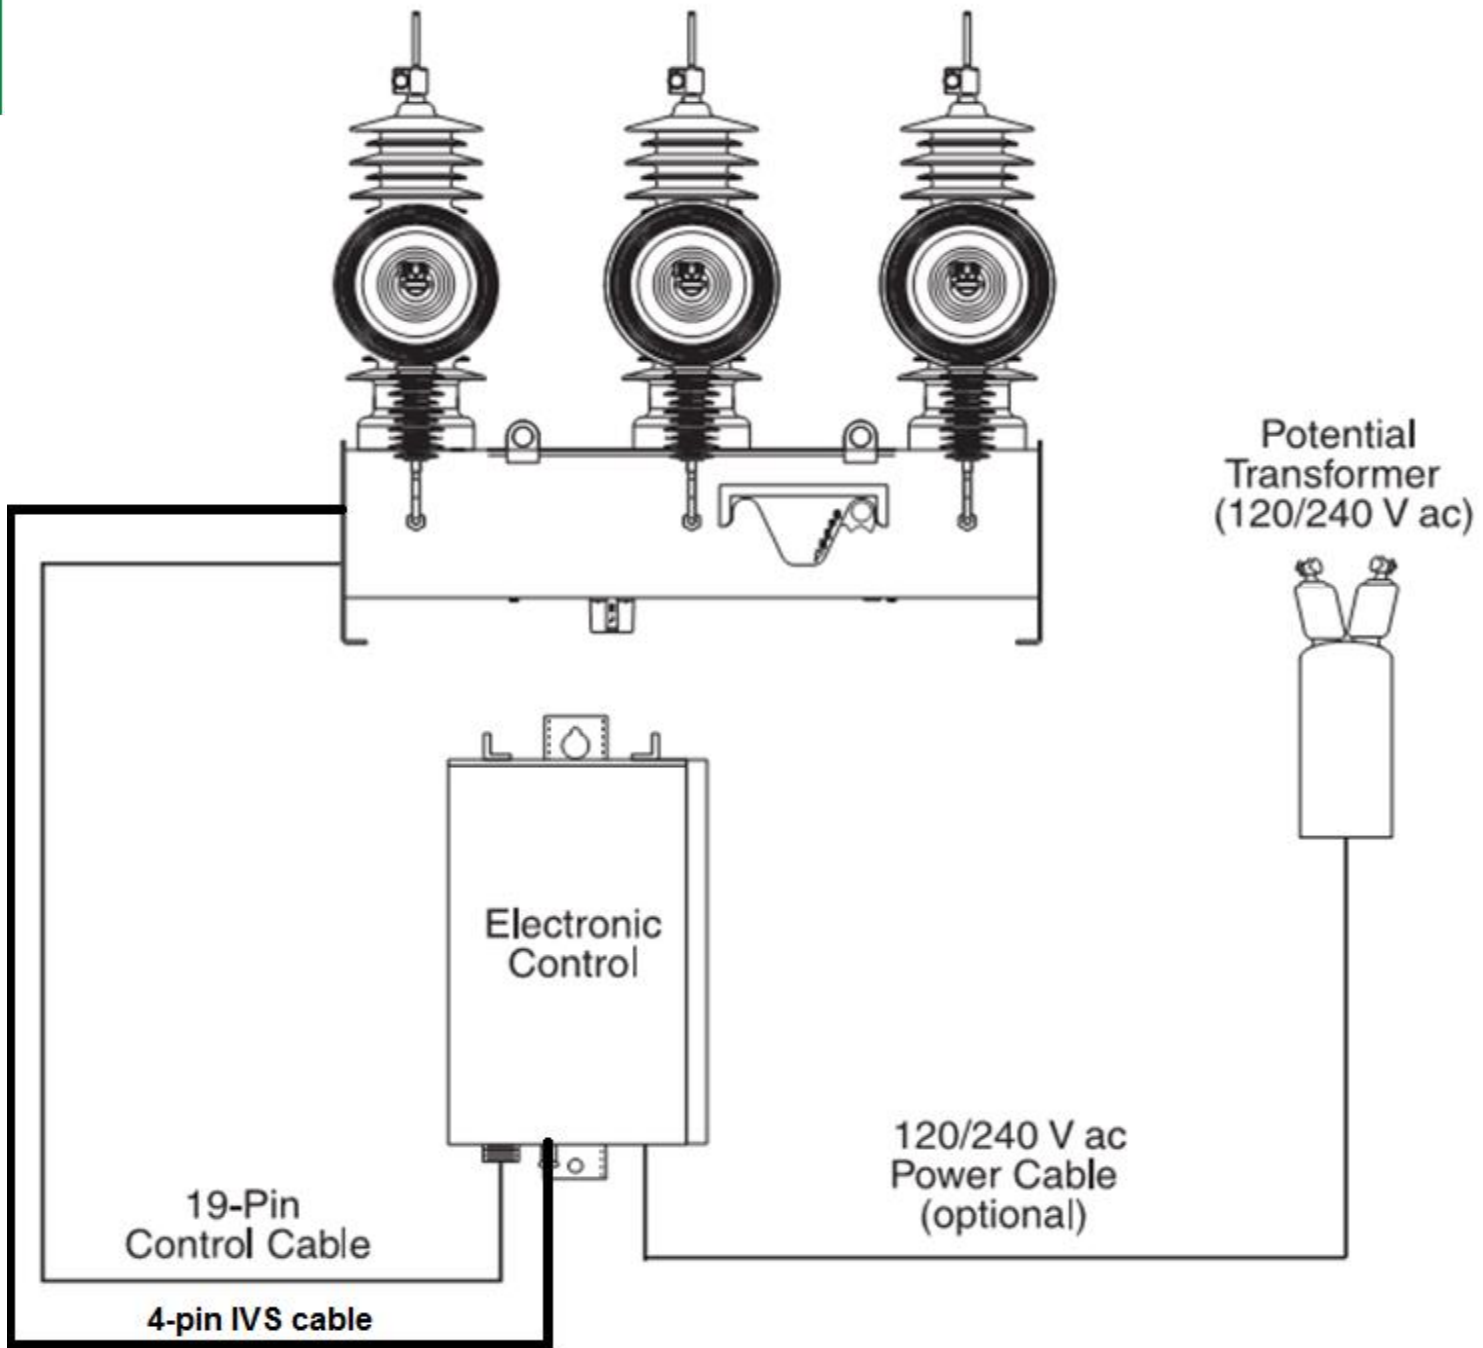 Potential
Transformer
(120/240 V ac)
Electronic
Control
120/240 V ac
Power Cable
(optional)
19-Pin
Control Cable
4-pin IVS cable